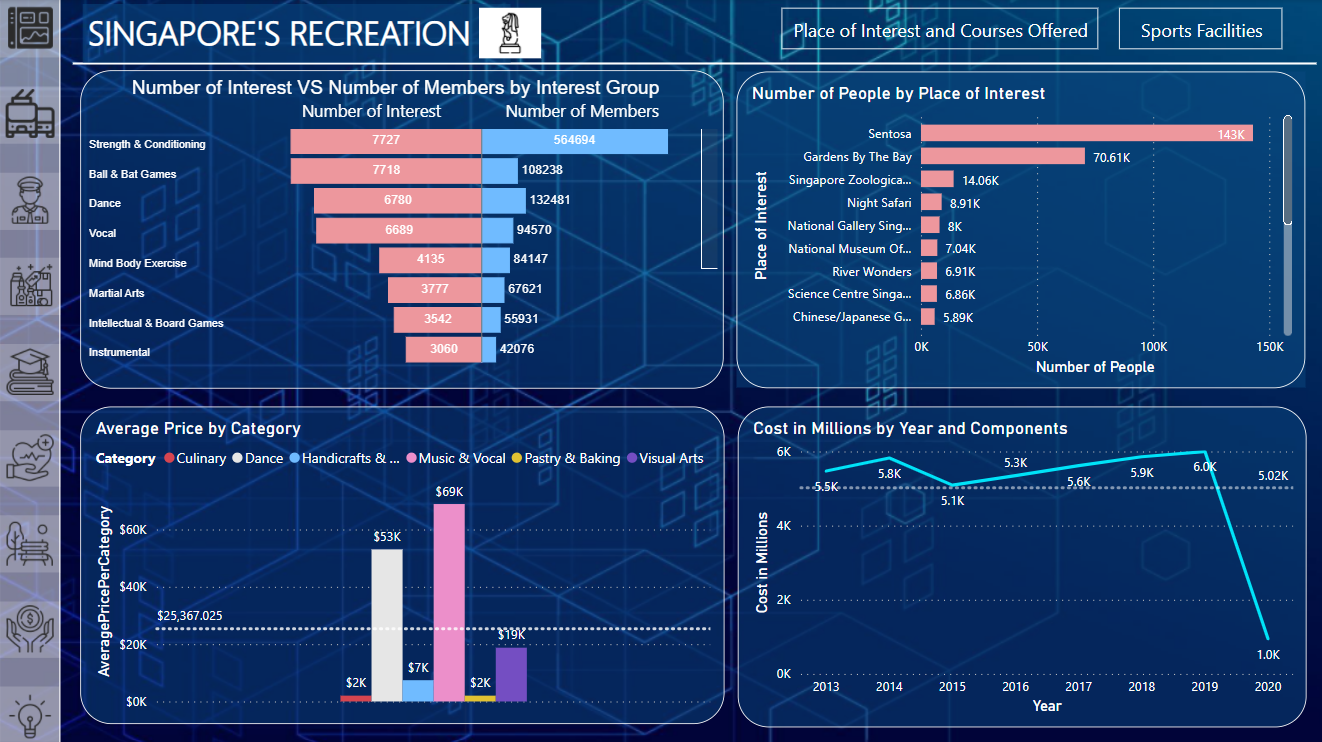 SINGAPORE'S RECREATION
Place of Interest and Courses Offered
Sports Facilities
Number of Interest VS Number of Members by Interest Group
Number of Interest Number of Members
Strength & Conditioning 7727 564694
Ball & Bat Games 7718 108238
Dance 6780 132481
Vocal 6689 94570
Mind Body Exercise 4135 84147
Martial Arts 3777 67621
Intellectual & Board Games 3542 55931
Instrumental 3060 42076
Number of People by Place of Interest
Place of Interest
Sentosa 143K
Gardens By The Bay 70.61K
Singapore Zoologica... 14.06K
Night Safari 8.91K
National Gallery Sing... 8K
National Museum Of... 7.04K
River Wonders 6.91K
Science Centre Singa... 6.86K
Chinese/Japanese G... 5.89K
0K 50K 100K 150K
Number of People
Average Price by Category
Category Culinary Dance Handicrafts & ... Music & Vocal Pastry & Baking Visual Arts
AveragePricePerCategory
$60K
$40K
$20K
$0K
$25,367.025
$2K
$53K
$7K
$69K
$2K
$19K
Cost in Millions by Year and Components
Cost in Millions
6K
4K
2K
0K
5.5K
5.8K
5.1K
5.3K
5.6K
5.9K
6.0K
1.0K
5.02K
2013 2014 2015 2016 2017 2018 2019 2020
Year